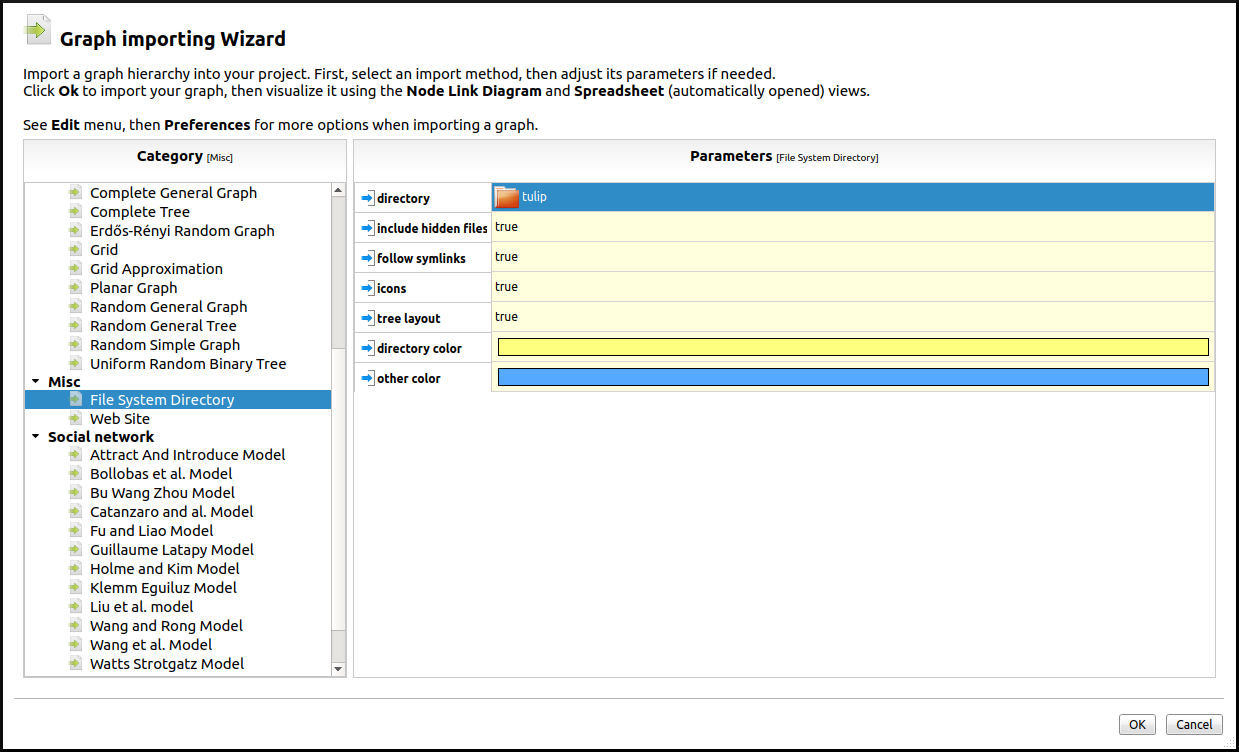 Graph importing Wizard
Import a graph hierarchy into your project. First, select an import method, then adjust its parameters if needed.
Click Ok to import your graph, then visualize it using the Node Link Diagram and Spreadsheet (automatically opened) views.
See Edit menu, then Preferences for more options when importing a graph.
Category [Misc]
Complete General Graph
Complete Tree
Erdős-Rényi Random Graph
Grid
Grid Approximation
Planar Graph
Random General Graph
Random General Tree
Random Simple Graph
Uniform Random Binary Tree
Misc
File System Directory
Web Site
Social network
Attract And Introduce Model
Bollobas et al. Model
Bu Wang Zhou Model
Catanzaro and al. Model
Fu and Liao Model
Guillaume Latapy Model
Holme and Kim Model
Klemm Eguiluz Model
Liu et al. model
Wang and Rong Model
Wang et al. Model
Watts Strotgatz Model
Parameters [File System Directory]
directory tulip
include hidden files true
follow symlinks true
icons true
tree layout true
directory color
other color
OK Cancel